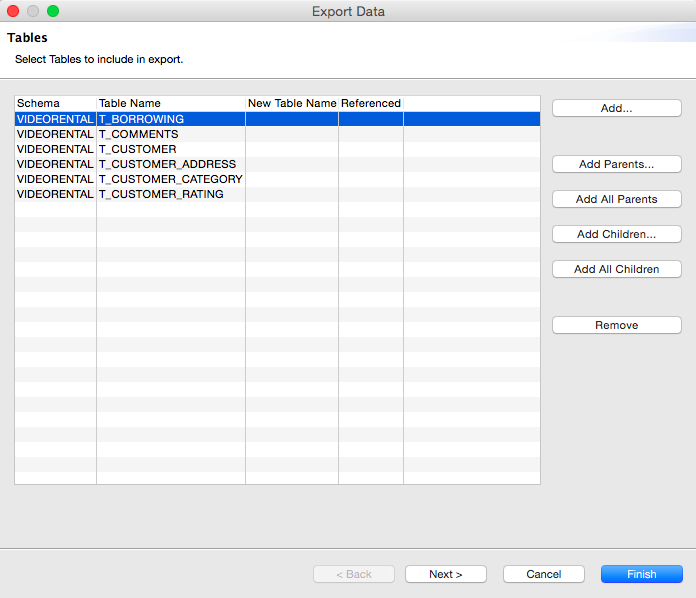 Export Data
Tables
Select Tables to include in export.
Schema Table Name New Table Name Referenced
VIDEORENTAL T_BORROWING
VIDEORENTAL T_COMMENTS
VIDEORENTAL T_CUSTOMER
VIDEORENTAL T_CUSTOMER_ADDRESS
VIDEORENTAL T_CUSTOMER_CATEGORY
VIDEORENTAL T_CUSTOMER_RATING
Add...
Add Parents...
Add All Parents
Add Children...
Add All Children
Remove
< Back Next > Cancel Finish